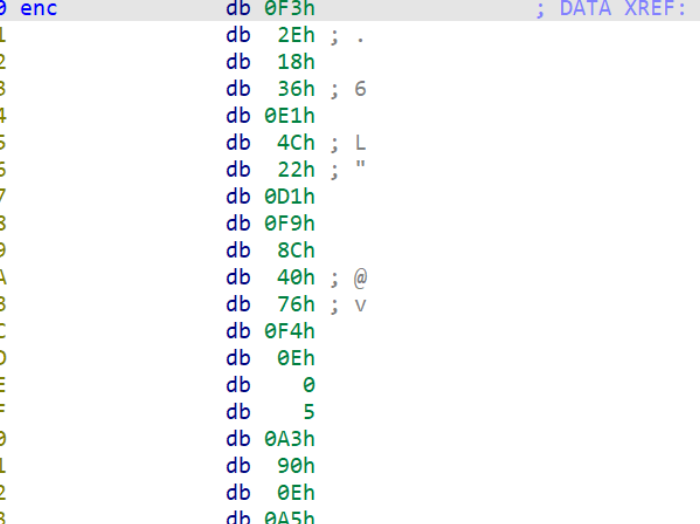 0 enc db 0F3h ; DATA XREF:
1 db 2Eh ; .
2 db 18h
3 db 36h ; 6
4 db 0E1h
5 db 4Ch ; L
6 db 22h ; "
7 db 0D1h
8 db 0F9h
9 db 8Ch
A db 40h ; @
B db 76h ; v
C db 0F4h
D db 0Eh
E db 0
F db 5
0 db 0A3h
1 db 90h
2 db 0Eh
3 db 0A5h